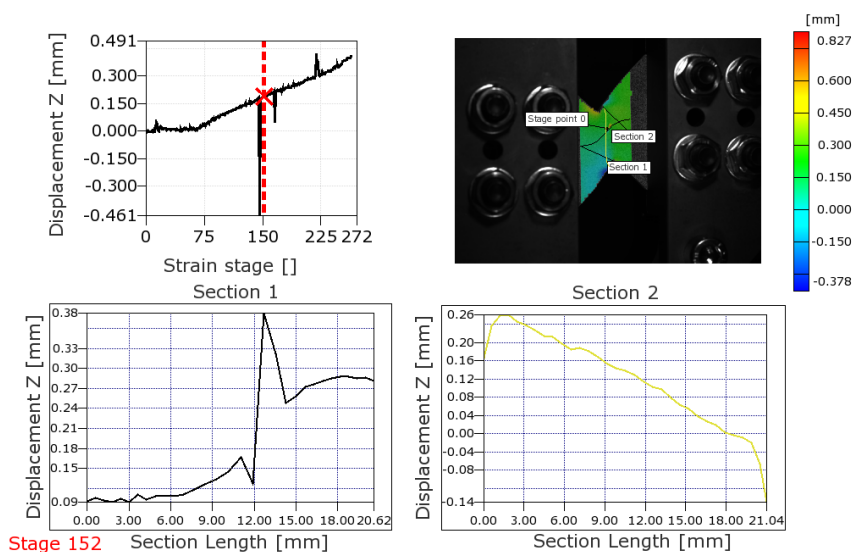 Displacement Z [mm]
0.491
0.300
0.150
0.000
-0.150
-0.300
-0.461
0 75 150 225 272
Strain stage []
Stage point 0
Section 2
Section 1
[mm]
0.827
0.600
0.450
0.300
0.150
0.000
-0.150
-0.378
Section 1
Displacement Z [mm]
0.38
0.33
0.30
0.27
0.24
0.21
0.18
0.15
0.09
0.00 3.00 6.00 9.00 12.00 15.00 18.00 20.62
Section Length [mm]
Stage 152
Section 2
Displacement Z [mm]
0.26
0.20
0.16
0.12
0.08
0.04
0.00
-0.04
-0.08
-0.14
0.00 3.00 6.00 9.00 12.00 15.00 18.00 21.04
Section Length [mm]